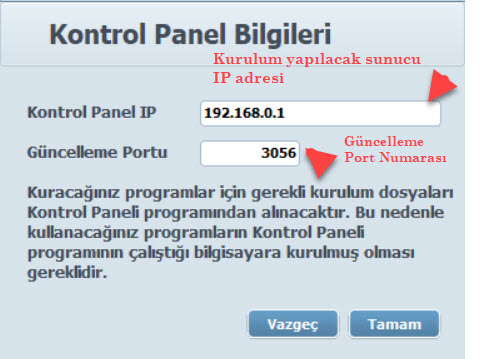 Kontrol Panel Bilgileri
Kurulum yapılacak sunucu
IP adresi
Kontrol Panel IP
192.168.0.1
Güncelleme Portu
3056
Güncelleme
Port Numarası
Kuracağınız programlar için gerekli kurulum dosyaları
Kontrol Paneli programından alınacaktır. Bu nedenle
kullanacağınız programların Kontrol Paneli
programının çalıştığı bilgisayara kurulmuş olması
gereklidir.
Vazgeç
Tamam